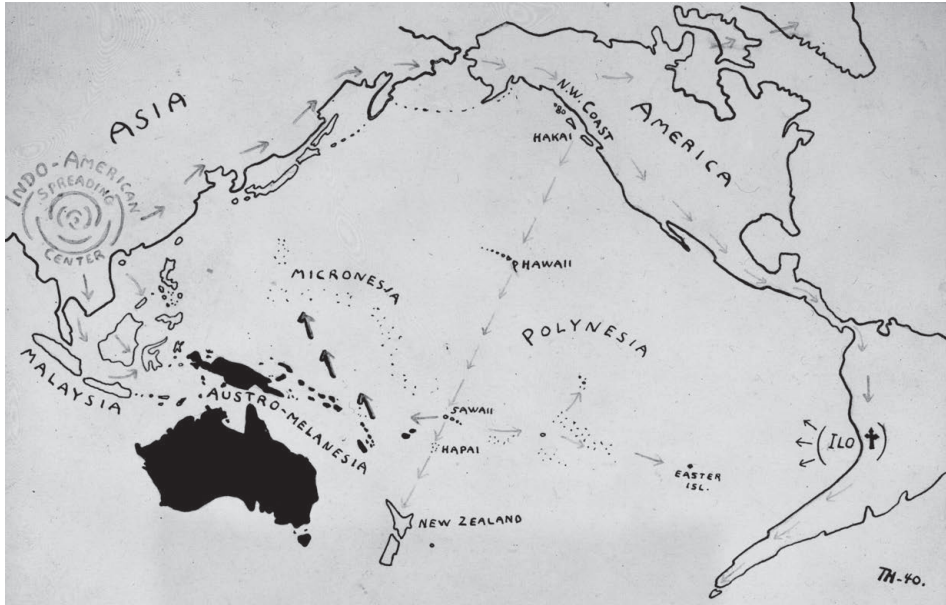 ASIA
INDO-AMERICAN
SPREADING
CENTER
N.W. COAST
HAKAI
AMERICA
HAWAII
MICRONESIA
POLYNESIA
MALAYSIA
AUSTRO-MELANESIA
SAWAII
HAPAI
(ILO)
EASTER
ISL.
NEW ZEALAND
TH-40.